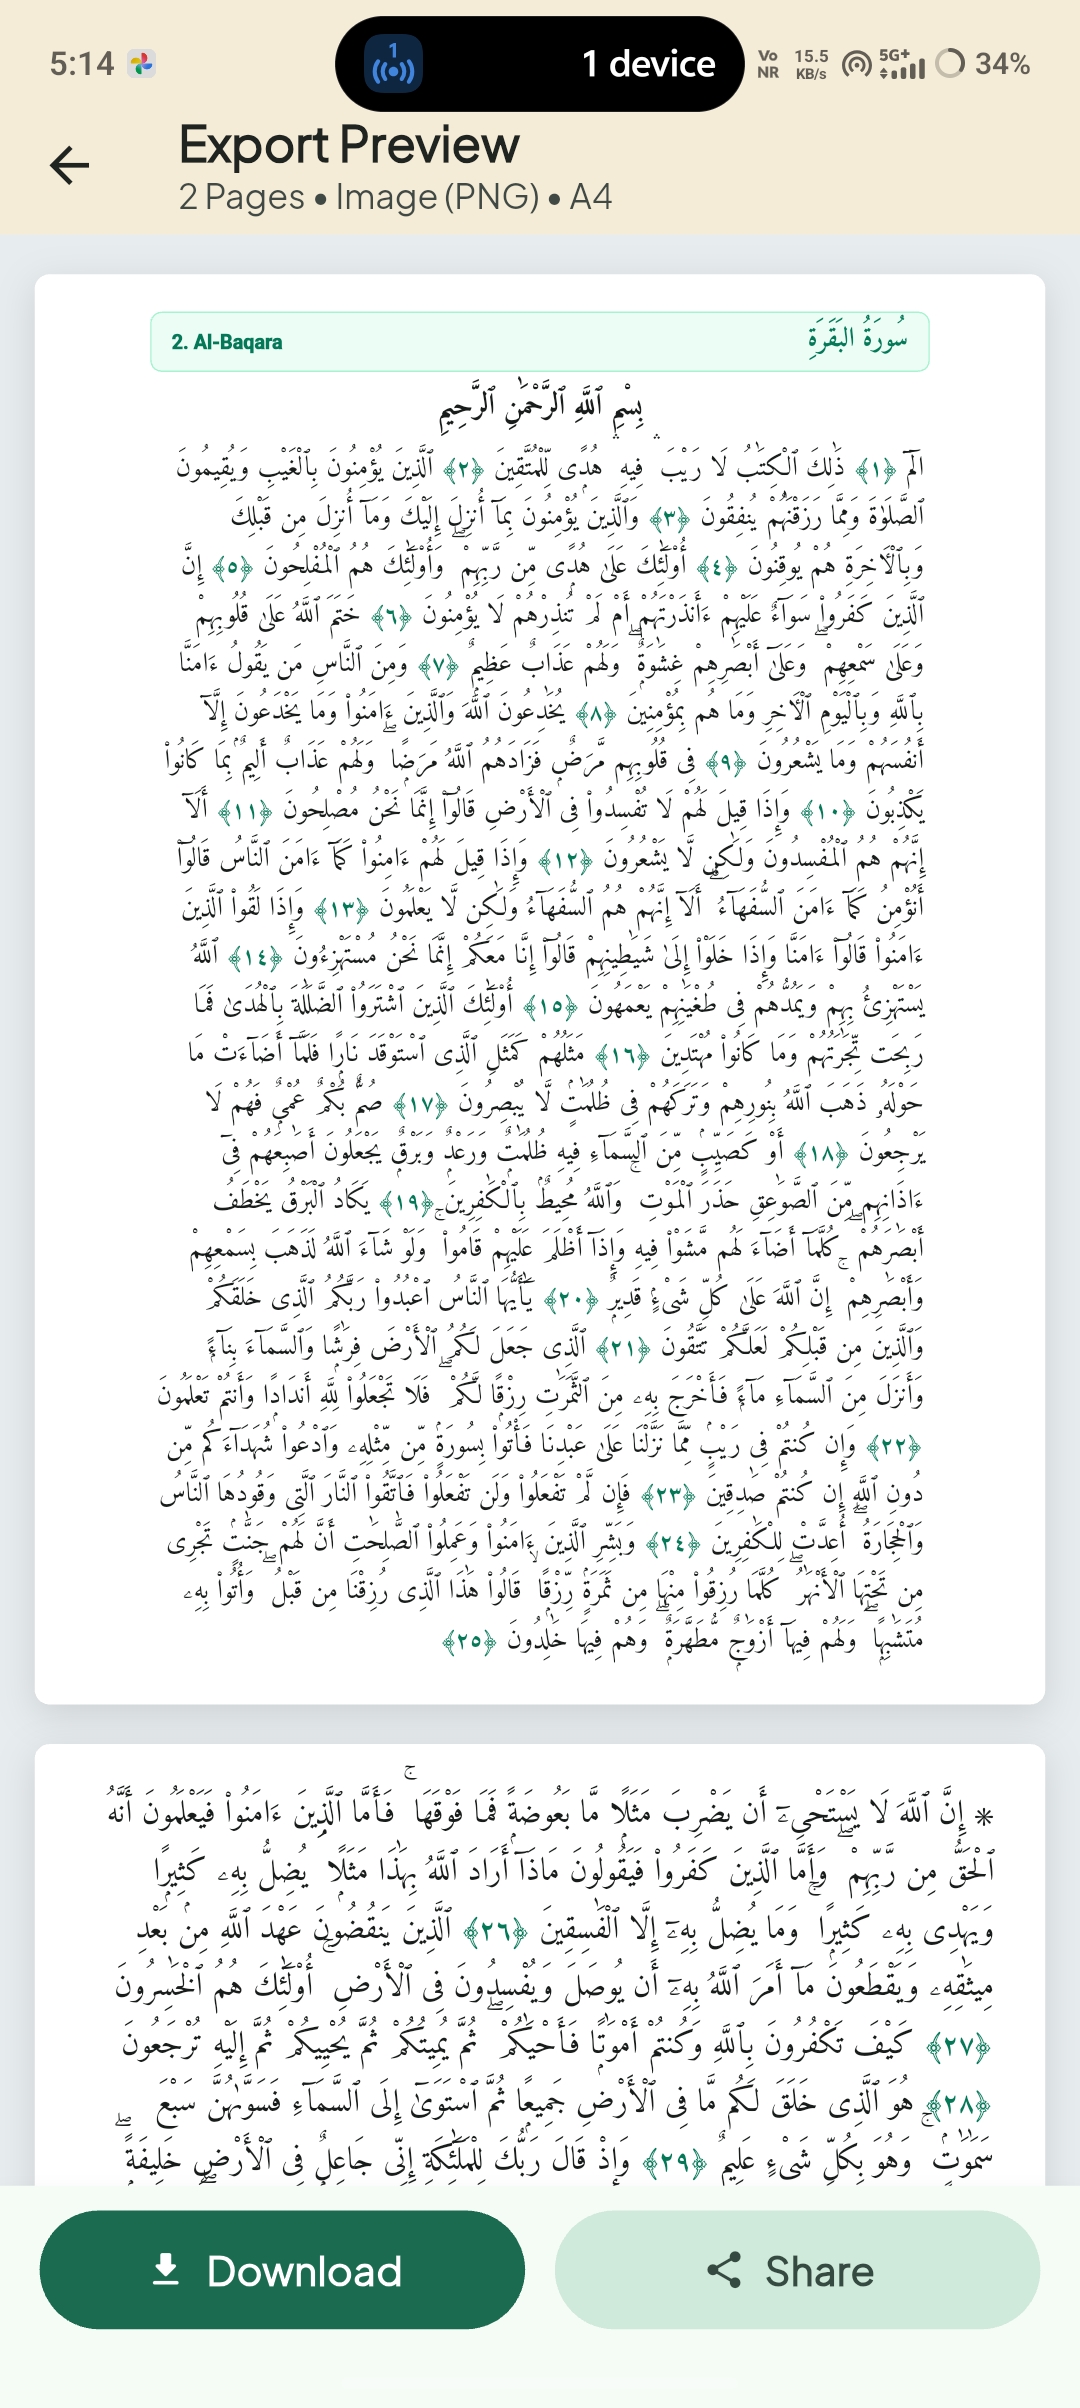 5:14
1
1 device
Vo NR 15.5 KB/s 5G+ 34%
Export Preview
2 Pages • Image (PNG) • A4
2. Al-Baqara
سُورَةُ البَقَرَةِ
بِسْمِ ٱللَّهِ ٱلرَّحْمَٰنِ ٱلرَّحِيمِ
الٓمٓ ﴿١﴾ ذَٰلِكَ ٱلْكِتَٰبُ لَا رَيْبَ ۛ فِيهِ ۛ هُدًى لِّلْمُتَّقِينَ ﴿٢﴾ ٱلَّذِينَ يُؤْمِنُونَ بِٱلْغَيْبِ وَيُقِيمُونَ
ٱلصَّلَوٰةَ وَمِمَّا رَزَقْنَٰهُمْ يُنفِقُونَ ﴿٣﴾ وَٱلَّذِينَ يُؤْمِنُونَ بِمَآ أُنزِلَ إِلَيْكَ وَمَآ أُنزِلَ مِن قَبْلِكَ
وَبِٱلْءَاخِرَةِ هُمْ يُوقِنُونَ ﴿٤﴾ أُو۟لَٰٓئِكَ عَلَىٰ هُدًى مِّن رَّبِّهِمْ ۖ وَأُو۟لَٰٓئِكَ هُمُ ٱلْمُفْلِحُونَ ﴿٥﴾ إِنَّ
ٱلَّذِينَ كَفَرُوا۟ سَوَآءٌ عَلَيْهِمْ ءَأَنذَرْتَهُمْ أَمْ لَمْ تُنذِرْهُمْ لَا يُؤْمِنُونَ ﴿٦﴾ خَتَمَ ٱللَّهُ عَلَىٰ قُلُوبِهِمْ
وَعَلَىٰ سَمْعِهِمْ ۖ وَعَلَىٰٓ أَبْصَٰرِهِمْ غِشَٰوَةٌ ۖ وَلَهُمْ عَذَابٌ عَظِيمٌ ﴿٧﴾ وَمِنَ ٱلنَّاسِ مَن يَقُولُ ءَامَنَّا
بِٱللَّهِ وَبِٱلْيَوْمِ ٱلْءَاخِرِ وَمَا هُم بِمُؤْمِنِينَ ﴿٨﴾ يُخَٰدِعُونَ ٱللَّهَ وَٱلَّذِينَ ءَامَنُوا۟ وَمَا يَخْدَعُونَ إِلَّآ
أَنفُسَهُمْ وَمَا يَشْعُرُونَ ﴿٩﴾ فِى قُلُوبِهِم مَّرَضٌ فَزَادَهُمُ ٱللَّهُ مَرَضًا ۖ وَلَهُمْ عَذَابٌ أَلِيمٌۢ بِمَا كَانُوا۟
يَكْذِبُونَ ﴿١٠﴾ وَإِذَا قِيلَ لَهُمْ لَا تُفْسِدُوا۟ فِى ٱلْأَرْضِ قَالُوٓا۟ إِنَّمَا نَحْنُ مُصْلِحُونَ ﴿١١﴾ أَلَآ
إِنَّهُمْ هُمُ ٱلْمُفْسِدُونَ وَلَٰكِن لَّا يَشْعُرُونَ ﴿١٢﴾ وَإِذَا قِيلَ لَهُمْ ءَامِنُوا۟ كَمَآ ءَامَنَ ٱلنَّاسُ قَالُوٓا۟
أَنُؤْمِنُ كَمَآ ءَامَنَ ٱلسُّفَهَآءُ ۗ أَلَآ إِنَّهُمْ هُمُ ٱلسُّفَهَآءُ وَلَٰكِن لَّا يَعْلَمُونَ ﴿١٣﴾ وَإِذَا لَقُوا۟ ٱلَّذِينَ
ءَامَنُوا۟ قَالُوٓا۟ ءَامَنَّا وَإِذَا خَلَوْا۟ إِلَىٰ شَيَٰطِينِهِمْ قَالُوٓا۟ إِنَّا مَعَكُمْ إِنَّمَا نَحْنُ مُسْتَهْزِءُونَ ﴿١٤﴾ ٱللَّهُ
يَسْتَهْزِئُ بِهِمْ وَيَمُدُّهُمْ فِى طُغْيَٰنِهِمْ يَعْمَهُونَ ﴿١٥﴾ أُو۟لَٰٓئِكَ ٱلَّذِينَ ٱشْتَرَوُا۟ ٱلضَّلَٰلَةَ بِٱلْهُدَىٰ فَمَا
رَبِحَت تِّجَٰرَتُهُمْ وَمَا كَانُوا۟ مُهْتَدِينَ ﴿١٦﴾ مَثَلُهُمْ كَمَثَلِ ٱلَّذِى ٱسْتَوْقَدَ نَارًا فَلَمَّآ أَضَآءَتْ مَا
حَوْلَهُۥ ذَهَبَ ٱللَّهُ بِنُورِهِمْ وَتَرَكَهُمْ فِى ظُلُمَٰتٍ لَّا يُبْصِرُونَ ﴿١٧﴾ صُمٌّۢ بُكْمٌ عُمْىٌ فَهُمْ لَا
يَرْجِعُونَ ﴿١٨﴾ أَوْ كَصَيِّبٍ مِّنَ ٱلسَّمَآءِ فِيهِ ظُلُمَٰتٌ وَرَعْدٌ وَبَرْقٌ يَجْعَلُونَ أَصَٰبِعَهُمْ فِىٓ
ءَاذَانِهِم مِّنَ ٱلصَّوَٰعِقِ حَذَرَ ٱلْمَوْتِ ۚ وَٱللَّهُ مُحِيطٌۢ بِٱلْكَٰفِرِينَ ﴿١٩﴾ يَكَادُ ٱلْبَرْقُ يَخْطَفُ
أَبْصَٰرَهُمْ ۖ كُلَّمَآ أَضَآءَ لَهُم مَّشَوْا۟ فِيهِ وَإِذَآ أَظْلَمَ عَلَيْهِمْ قَامُوا۟ ۚ وَلَوْ شَآءَ ٱللَّهُ لَذَهَبَ بِسَمْعِهِمْ
وَأَبْصَٰرِهِمْ ۚ إِنَّ ٱللَّهَ عَلَىٰ كُلِّ شَىْءٍ قَدِيرٌ ﴿٢٠﴾ يَٰٓأَيُّهَا ٱلنَّاسُ ٱعْبُدُوا۟ رَبَّكُمُ ٱلَّذِى خَلَقَكُمْ
وَٱلَّذِينَ مِن قَبْلِكُمْ لَعَلَّكُمْ تَتَّقُونَ ﴿٢١﴾ ٱلَّذِى جَعَلَ لَكُمُ ٱلْأَرْضَ فِرَٰشًا وَٱلسَّمَآءَ بِنَآءً
وَأَنزَلَ مِنَ ٱلسَّمَآءِ مَآءً فَأَخْرَجَ بِهِۦ مِنَ ٱلثَّمَرَٰتِ رِزْقًا لَّكُمْ ۖ فَلَا تَجْعَلُوا۟ لِلَّهِ أَندَادًا وَأَنتُمْ تَعْلَمُونَ
﴿٢٢﴾ وَإِن كُنتُمْ فِى رَيْبٍ مِّمَّا نَزَّلْنَا عَلَىٰ عَبْدِنَا فَأْتُوا۟ بِسُورَةٍ مِّن مِّثْلِهِۦ وَٱدْعُوا۟ شُهَدَآءَكُم مِّن
دُونِ ٱللَّهِ إِن كُنتُمْ صَٰدِقِينَ ﴿٢٣﴾ فَإِن لَّمْ تَفْعَلُوا۟ وَلَن تَفْعَلُوا۟ فَٱتَّقُوا۟ ٱلنَّارَ ٱلَّتِى وَقُودُهَا ٱلنَّاسُ
وَٱلْحِجَارَةُ ۖ أُعِدَّتْ لِلْكَٰفِرِينَ ﴿٢٤﴾ وَبَشِّرِ ٱلَّذِينَ ءَامَنُوا۟ وَعَمِلُوا۟ ٱلصَّٰلِحَٰتِ أَنَّ لَهُمْ جَنَّٰتٍ تَجْرِى
مِن تَحْتِهَا ٱلْأَنْهَٰرُ ۖ كُلَّمَا رُزِقُوا۟ مِنْهَا مِن ثَمَرَةٍ رِّزْقًا ۙ قَالُوا۟ هَٰذَا ٱلَّذِى رُزِقْنَا مِن قَبْلُ ۖ وَأُتُوا۟ بِهِۦ
مُتَشَٰبِهًا ۖ وَلَهُمْ فِيهَآ أَزْوَٰجٌ مُّطَهَّرَةٌ ۖ وَهُمْ فِيهَا خَٰلِدُونَ ﴿٢٥﴾
* إِنَّ ٱللَّهَ لَا يَسْتَحْىِۦٓ أَن يَضْرِبَ مَثَلًا مَّا بَعُوضَةً فَمَا فَوْقَهَا ۚ فَأَمَّا ٱلَّذِينَ ءَامَنُوا۟ فَيَعْلَمُونَ أَنَّهُ
ٱلْحَقُّ مِن رَّبِّهِمْ ۖ وَأَمَّا ٱلَّذِينَ كَفَرُوا۟ فَيَقُولُونَ مَاذَآ أَرَادَ ٱللَّهُ بِهَٰذَا مَثَلًا ۘ يُضِلُّ بِهِۦ كَثِيرًا
وَيَهْدِى بِهِۦ كَثِيرًا ۚ وَمَا يُضِلُّ بِهِۦٓ إِلَّا ٱلْفَٰسِقِينَ ﴿٢٦﴾ ٱلَّذِينَ يَنقُضُونَ عَهْدَ ٱللَّهِ مِنۢ بَعْدِ
مِيثَٰقِهِۦ وَيَقْطَعُونَ مَآ أَمَرَ ٱللَّهُ بِهِۦٓ أَن يُوصَلَ وَيُفْسِدُونَ فِى ٱلْأَرْضِ ۚ أُو۟لَٰٓئِكَ هُمُ ٱلْخَٰسِرُونَ
﴿٢٧﴾ كَيْفَ تَكْفُرُونَ بِٱللَّهِ وَكُنتُمْ أَمْوَٰتًا فَأَحْيَٰكُمْ ۖ ثُمَّ يُمِيتُكُمْ ثُمَّ يُحْيِيكُمْ ثُمَّ إِلَيْهِ تُرْجَعُونَ
﴿٢٨﴾ هُوَ ٱلَّذِى خَلَقَ لَكُم مَّا فِى ٱلْأَرْضِ جَمِيعًا ثُمَّ ٱسْتَوَىٰٓ إِلَى ٱلسَّمَآءِ فَسَوَّىٰهُنَّ سَبْعَ
سَمَٰوَٰتٍ ۚ وَهُوَ بِكُلِّ شَىْءٍ عَلِيمٌ ﴿٢٩﴾ وَإِذْ قَالَ رَبُّكَ لِلْمَلَٰٓئِكَةِ إِنِّى جَاعِلٌ فِى ٱلْأَرْضِ خَلِيفَةً ۖ
Download
Share